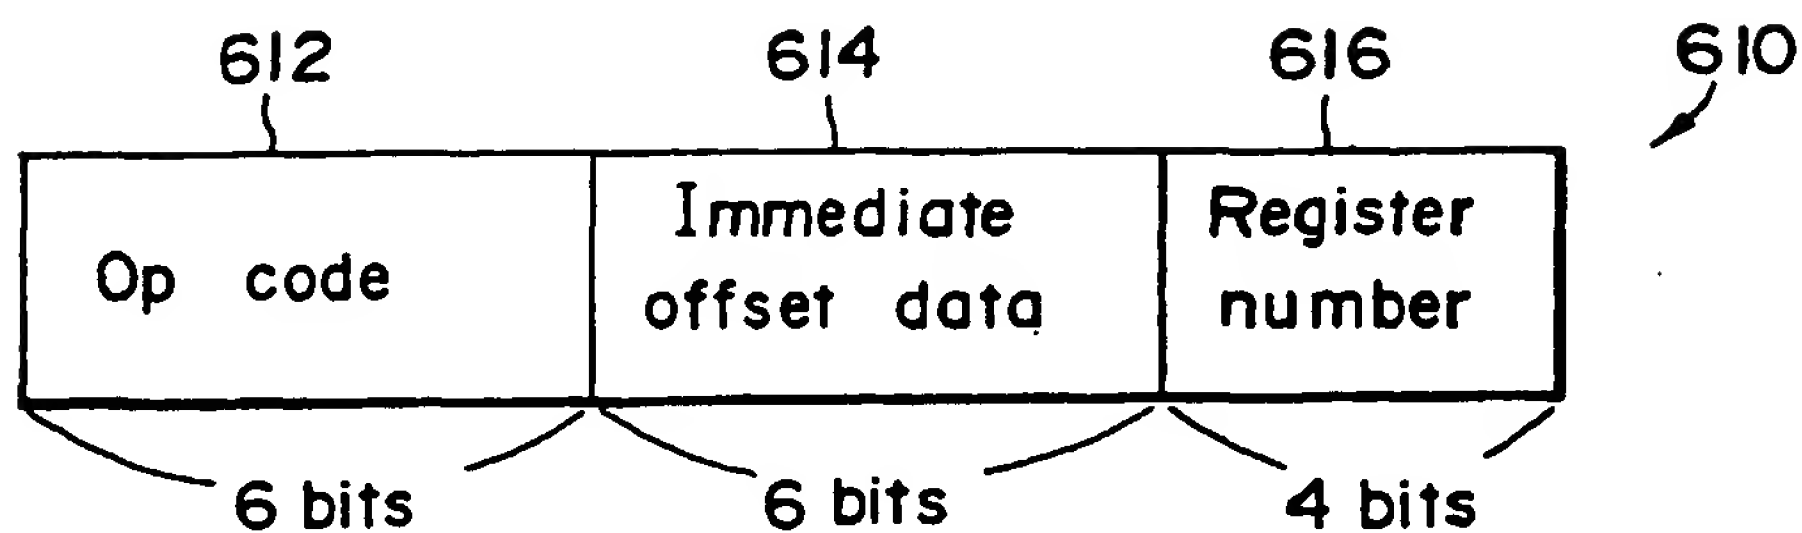 612 614 616 610
Op code
Immediate
offset data
Register
number
6 bits 6 bits 4 bits